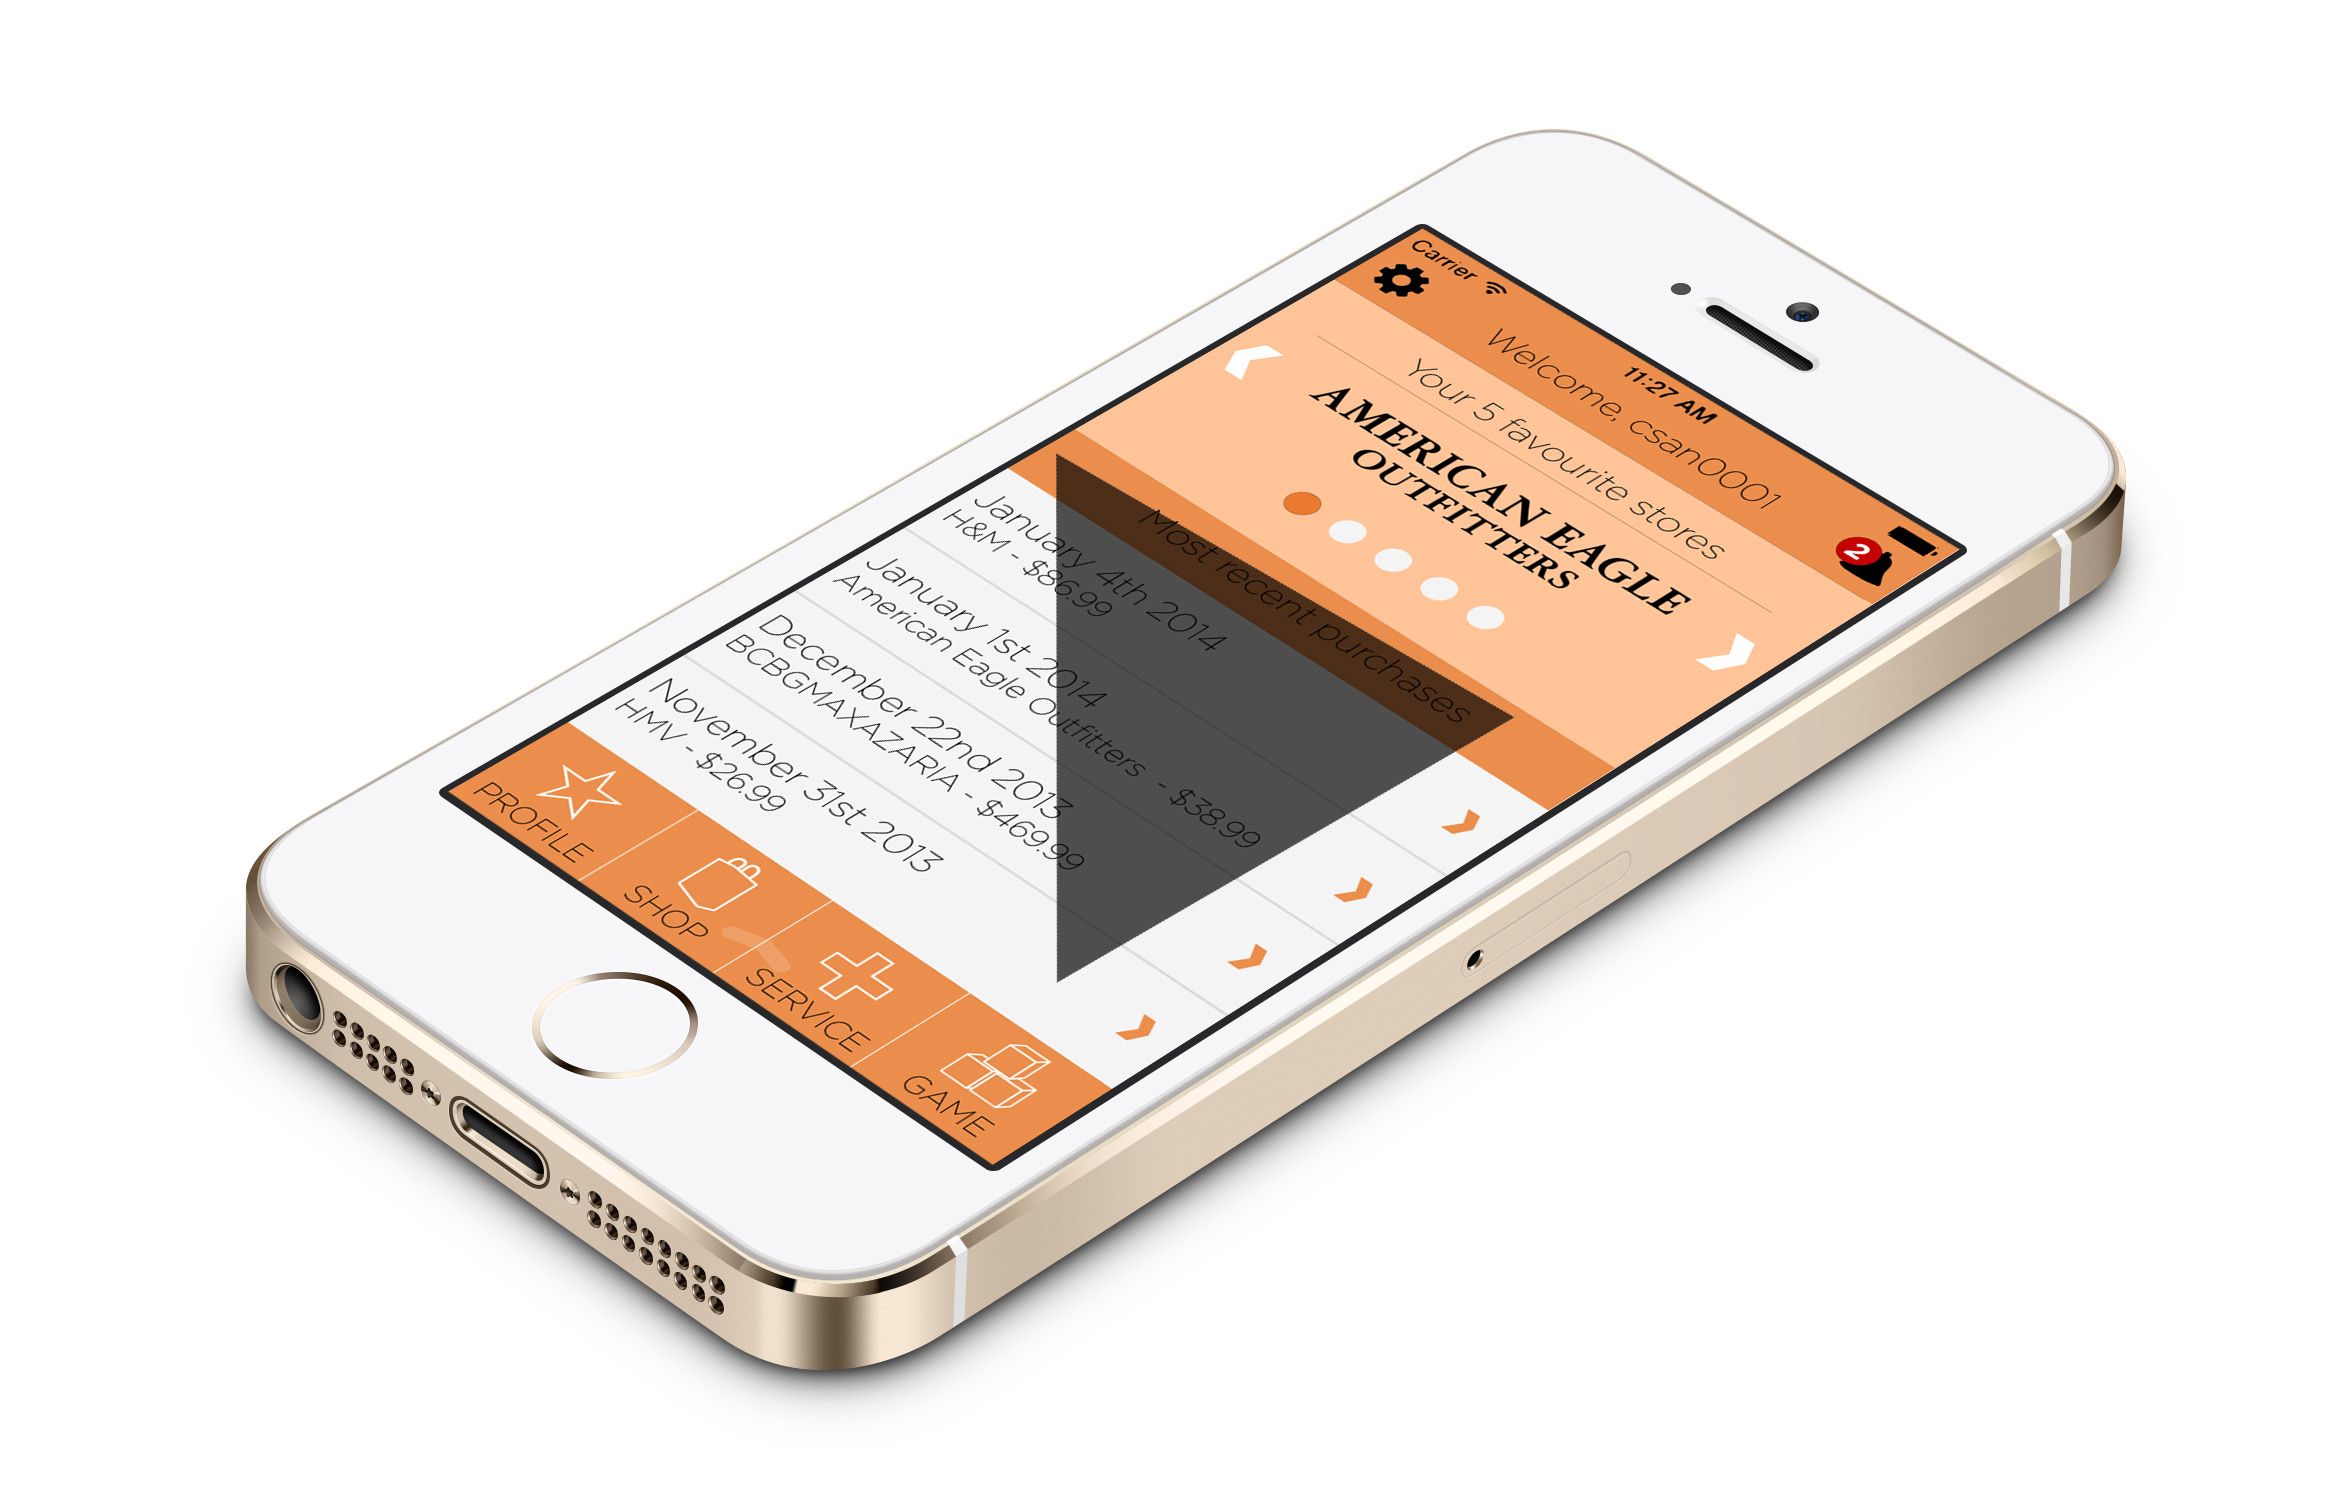 Carrier
11:27 AM
Welcome, csan0001
2
Your 5 favourite stores
AMERICAN EAGLE
OUTFITTERS
Most recent purchases
January 4th 2014
H&M - $86.99
January 1st 2014
American Eagle Outfitters - $38.99
December 22nd 2013
BCBGMAXAZARIA - $469.99
November 31st 2013
HMV - $26.99
PROFILE
SHOP
SERVICE
GAME